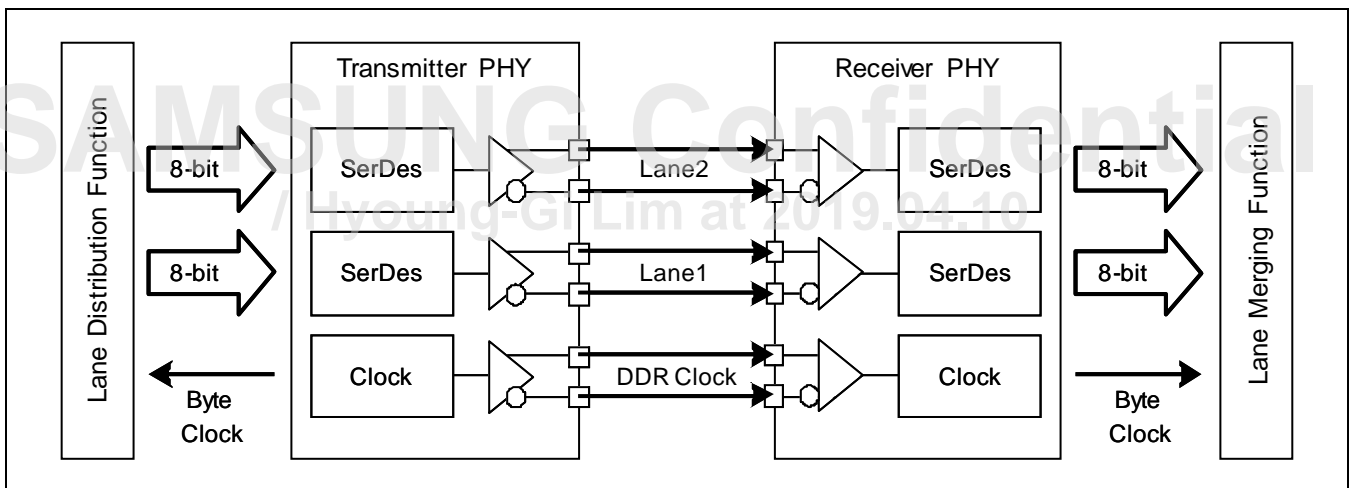 SAMSUNG Confidential
/ Hyoung-Gi Lim at 2019.04.10
Lane Distribution Function
8-bit
8-bit
Byte
Clock
Transmitter PHY
SerDes
SerDes
Clock
Lane2
Lane1
DDR Clock
Receiver PHY
SerDes
SerDes
Clock
8-bit
8-bit
Byte
Clock
Lane Merging Function